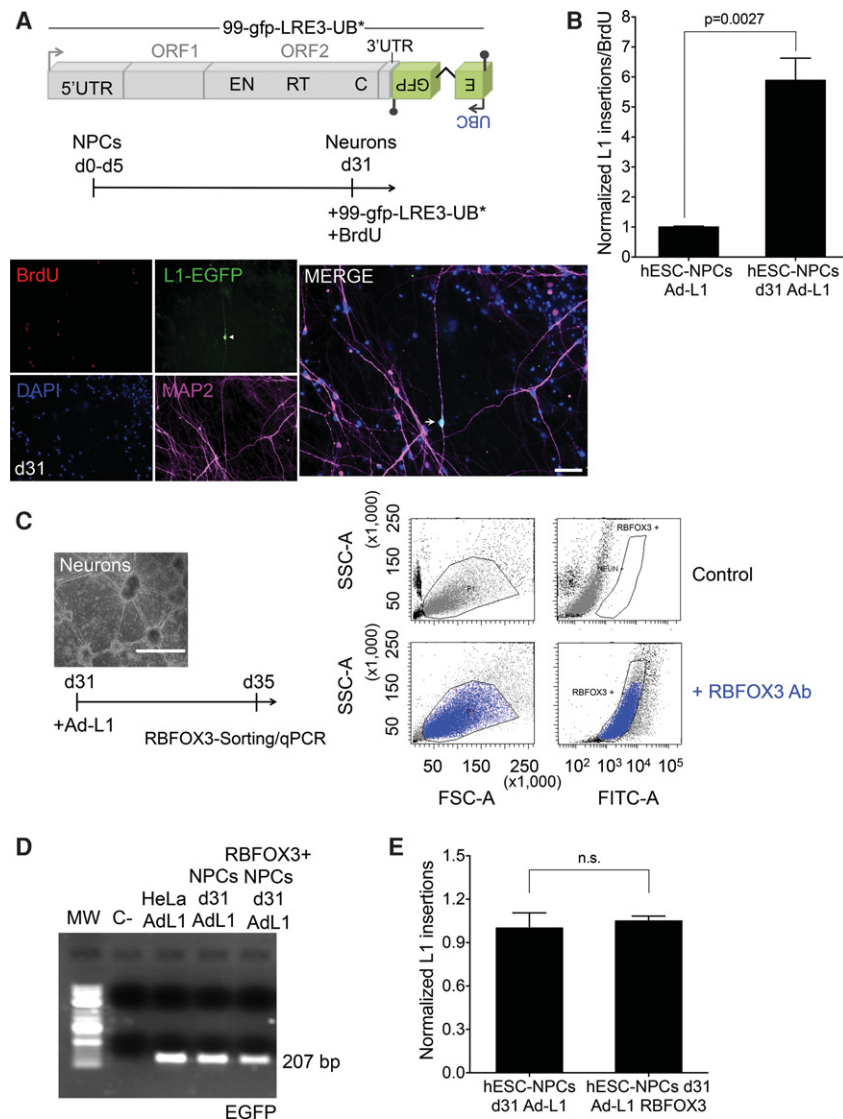 A
99-gfp-LRE3-UB*
ORF1 ORF2 3'UTR
5'UTR EN RT C GFP E
UBC
NPCs
d0-d5
Neurons
d31
+99-gfp-LRE3-UB*
+BrdU
BrdU
L1-EGFP
MERGE
DAPI
MAP2
d31
B
p=0.0027
Normalized L1 insertions/BrdU
8
7
6
5
4
3
2
1
0
hESC-NPCs
Ad-L1
hESC-NPCs
d31 Ad-L1
C
Neurons
d31
d35
+Ad-L1
RBFOX3-Sorting/qPCR
SSC-A
(x1,000)
50 150 250
P1
RBFOX3 +
NEUN -
Control
SSC-A
(x1,000)
50 150 250
RBFOX3 +
+ RBFOX3 Ab
50 150 250
(x1,000)
FSC-A
10² 10³ 10⁴ 10⁵
FITC-A
D
MW
C-
HeLa
AdL1
NPCs
d31
AdL1
RBFOX3+
NPCs
d31
AdL1
207 bp
EGFP
E
n.s.
Normalized L1 insertions
1.5
1.2
0.9
0.6
0.3
0.0
hESC-NPCs
d31 Ad-L1
hESC-NPCs d31
Ad-L1 RBFOX3